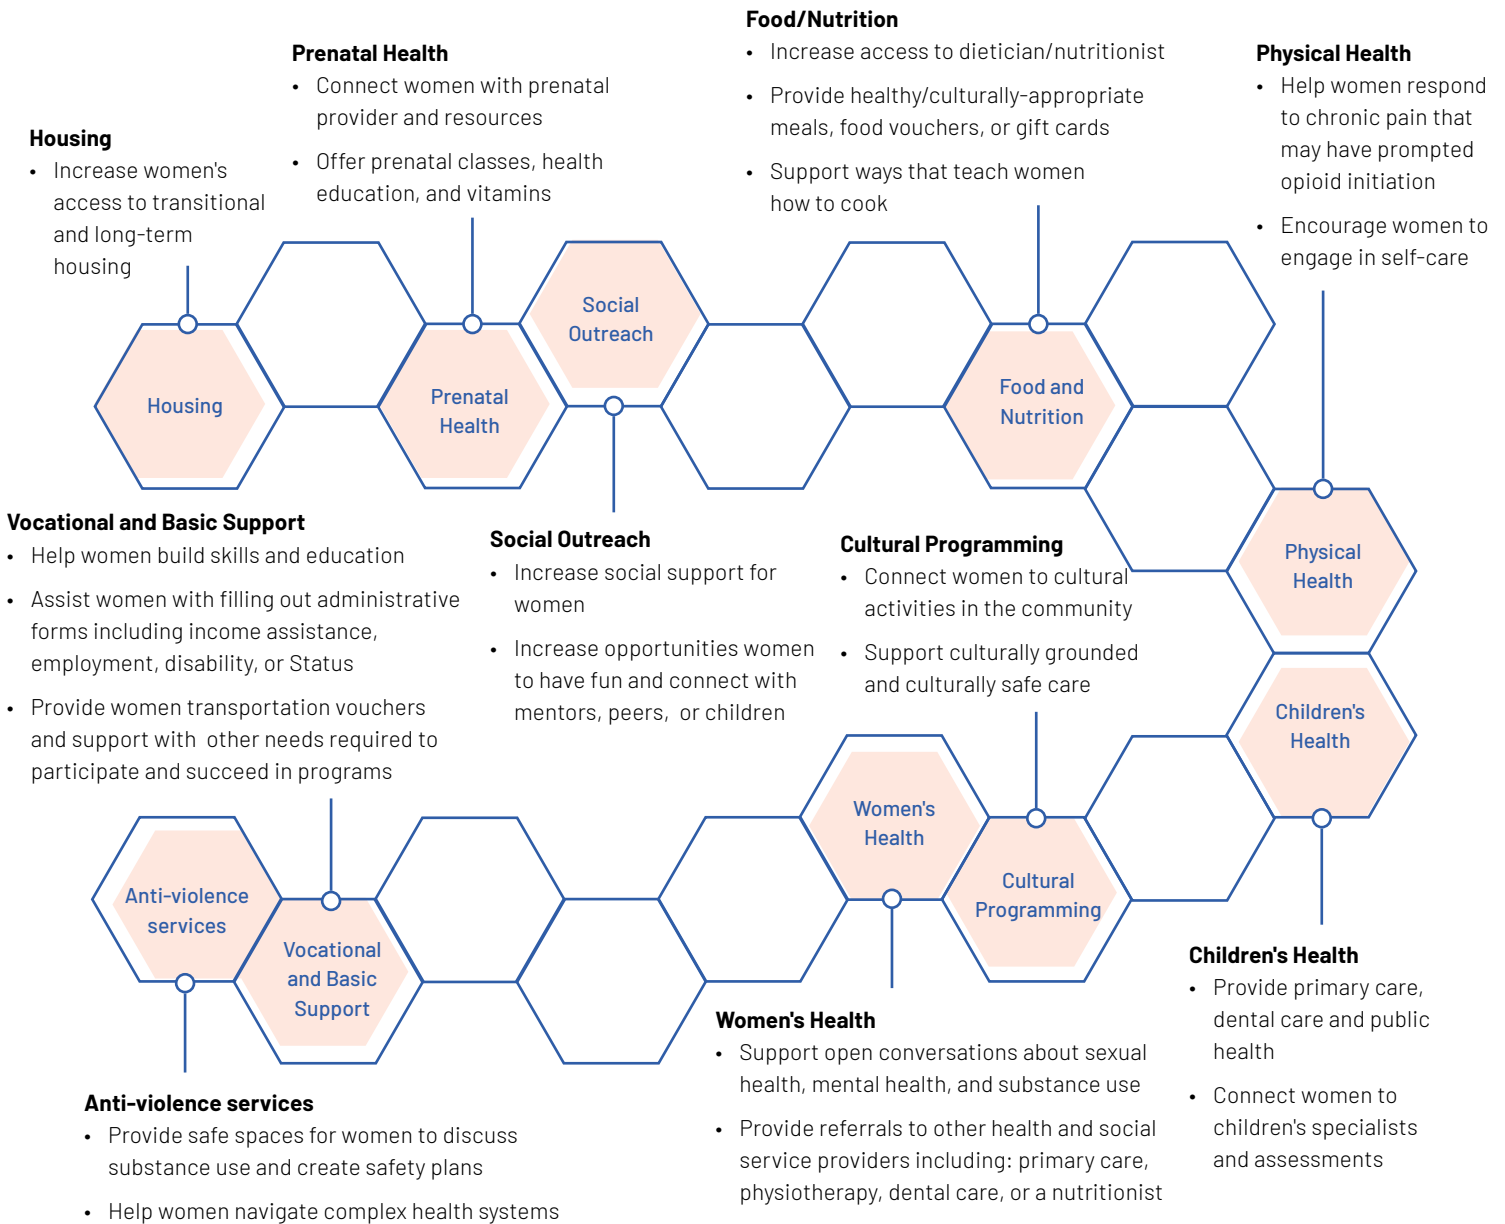 Food/Nutrition
• Increase access to dietician/nutritionist
• Provide healthy/culturally-appropriate
meals, food vouchers, or gift cards
• Support ways that teach women
how to cook
Prenatal Health
• Connect women with prenatal
provider and resources
• Offer prenatal classes, health
education, and vitamins
Physical Health
• Help women respond
to chronic pain that
may have prompted
opioid initiation
• Encourage women to
engage in self-care
Housing
• Increase women's
access to transitional
and long-term
housing
Housing
Prenatal
Health
Social
Outreach
Food and
Nutrition
Physical
Health
Children's
Health
Vocational and Basic Support
• Help women build skills and education
• Assist women with filling out administrative
forms including income assistance,
employment, disability, or Status
• Provide women transportation vouchers
and support with other needs required to
participate and succeed in programs
Social Outreach
• Increase social support for
women
• Increase opportunities women
to have fun and connect with
mentors, peers, or children
Cultural Programming
• Connect women to cultural
activities in the community
• Support culturally grounded
and culturally safe care
Anti-violence
services
Vocational
and Basic
Support
Women's
Health
Cultural
Programming
Anti-violence services
• Provide safe spaces for women to discuss
substance use and create safety plans
• Help women navigate complex health systems
Women's Health
• Support open conversations about sexual
health, mental health, and substance use
• Provide referrals to other health and social
service providers including: primary care,
physiotherapy, dental care, or a nutritionist
Children's Health
• Provide primary care,
dental care and public
health
• Connect women to
children's specialists
and assessments